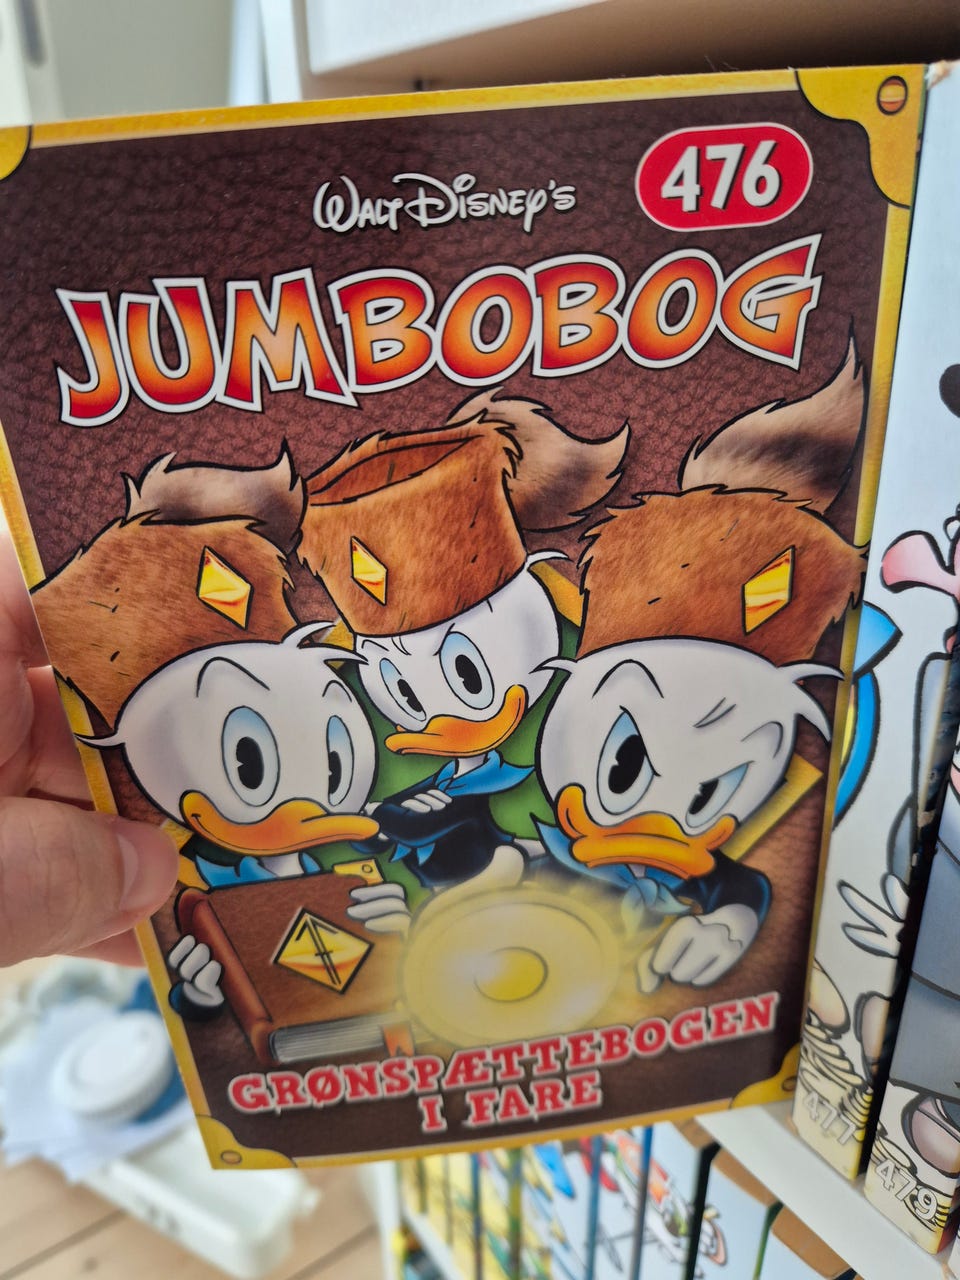 WALT DISNEY'S
476
JUMBOBOG
GRØNSPÆTTEBOGEN
I FARE
477
479